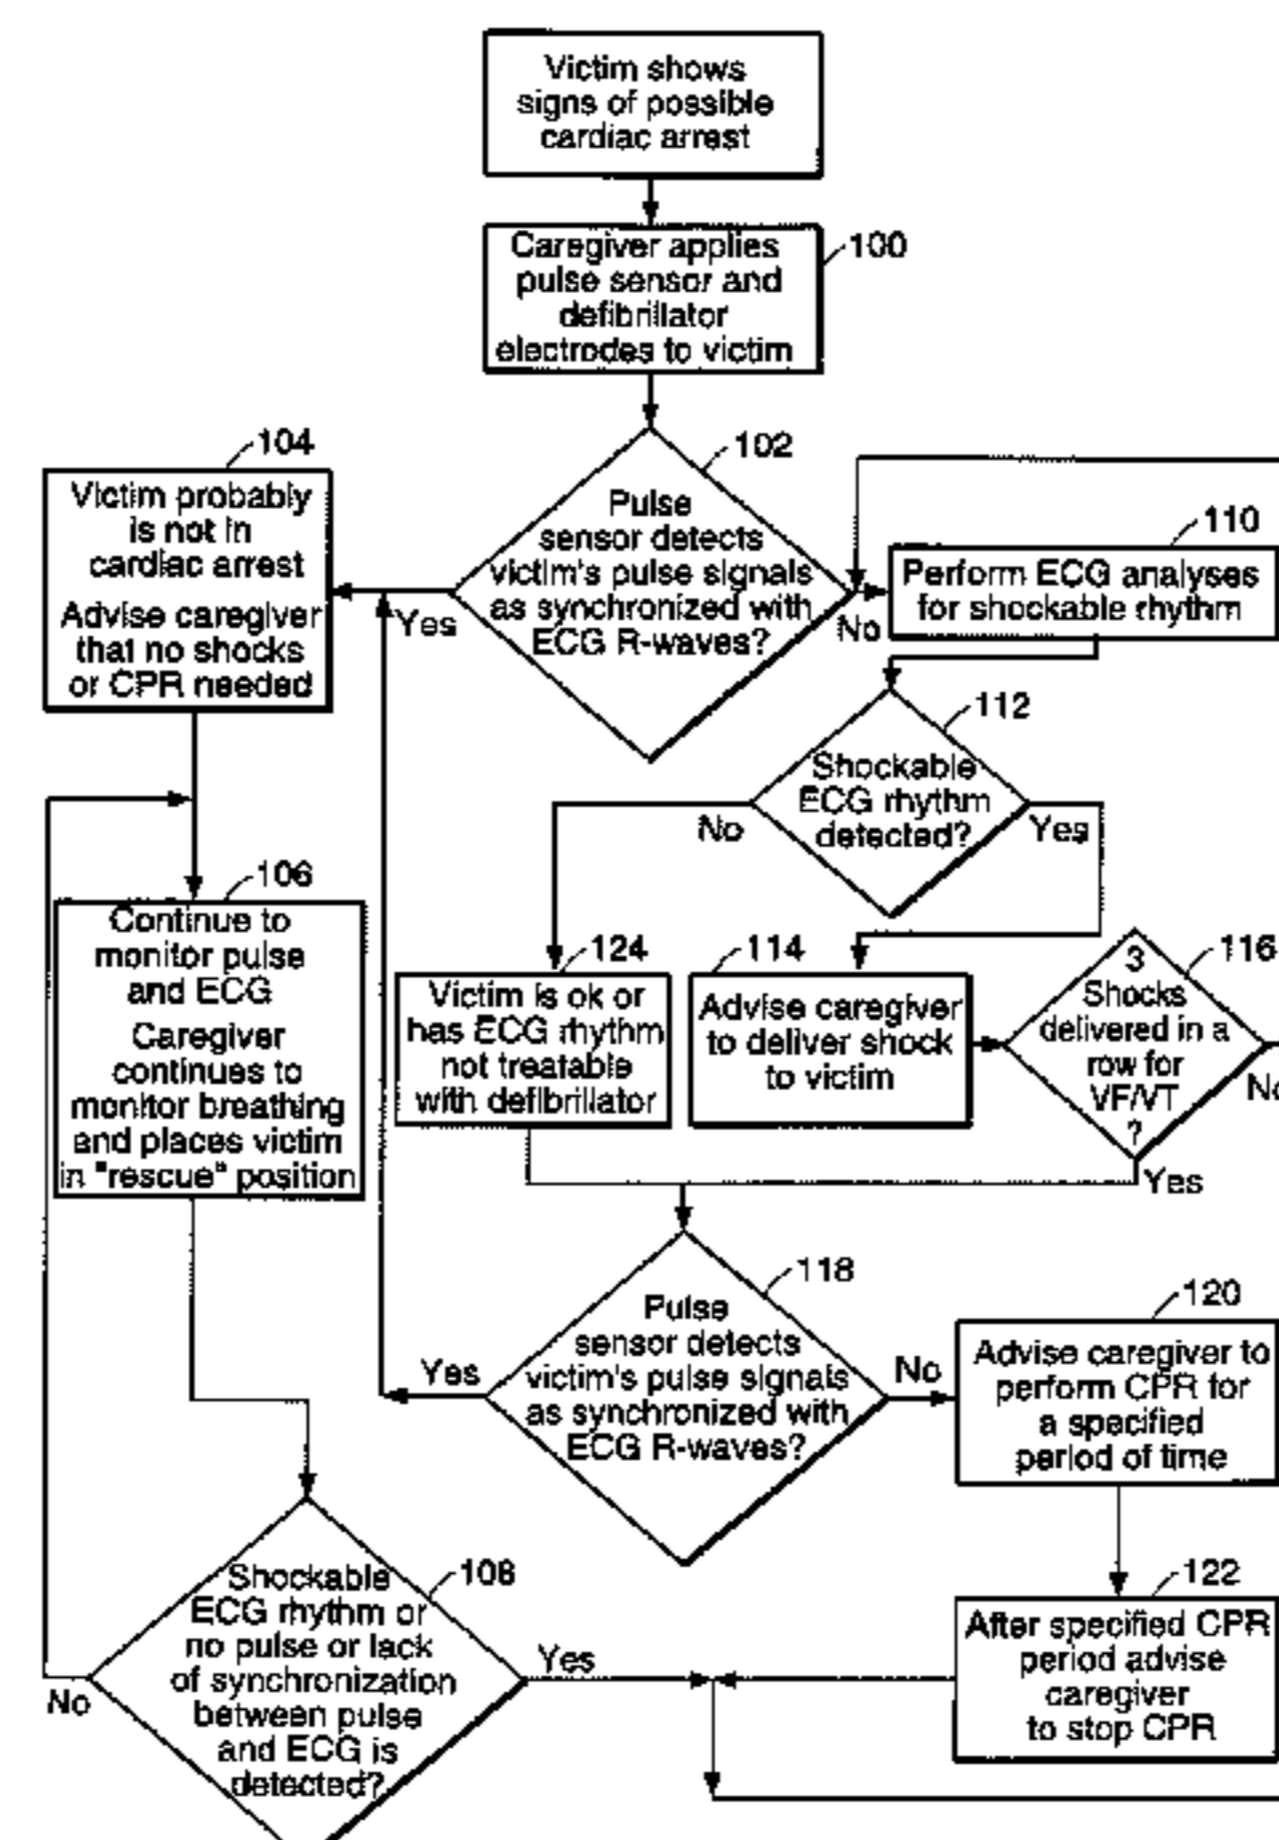 Victim shows
signs of possible
cardiac arrest
Caregiver applies
pulse sensor and
defibrillator
electrodes to victim
100
102
Pulse
sensor detects
victim's pulse signals
as synchronized with
ECG R-waves?
Yes
No
104
Victim probably
is not in
cardiac arrest
Advise caregiver
that no shocks
or CPR needed
110
Perform ECG analyses
for shockable rhythm
112
Shockable
ECG rhythm
detected?
No
Yes
106
Continue to
monitor pulse
and ECG
Caregiver
continues to
monitor breathing
and places victim
in "rescue" position
124
Victim is ok or
has ECG rhythm
not treatable
with defibrillator
114
Advise caregiver
to deliver shock
to victim
116
3
Shocks
delivered in a
row for
VF/VT
?
No
Yes
118
Pulse
sensor detects
victim's pulse signals
as synchronized with
ECG R-waves?
Yes
No
120
Advise caregiver to
perform CPR for
a specified
period of time
108
Shockable
ECG rhythm or
no pulse or lack
of synchronization
between pulse
and ECG is
detected?
No
Yes
122
After specified CPR
period advise
caregiver
to stop CPR